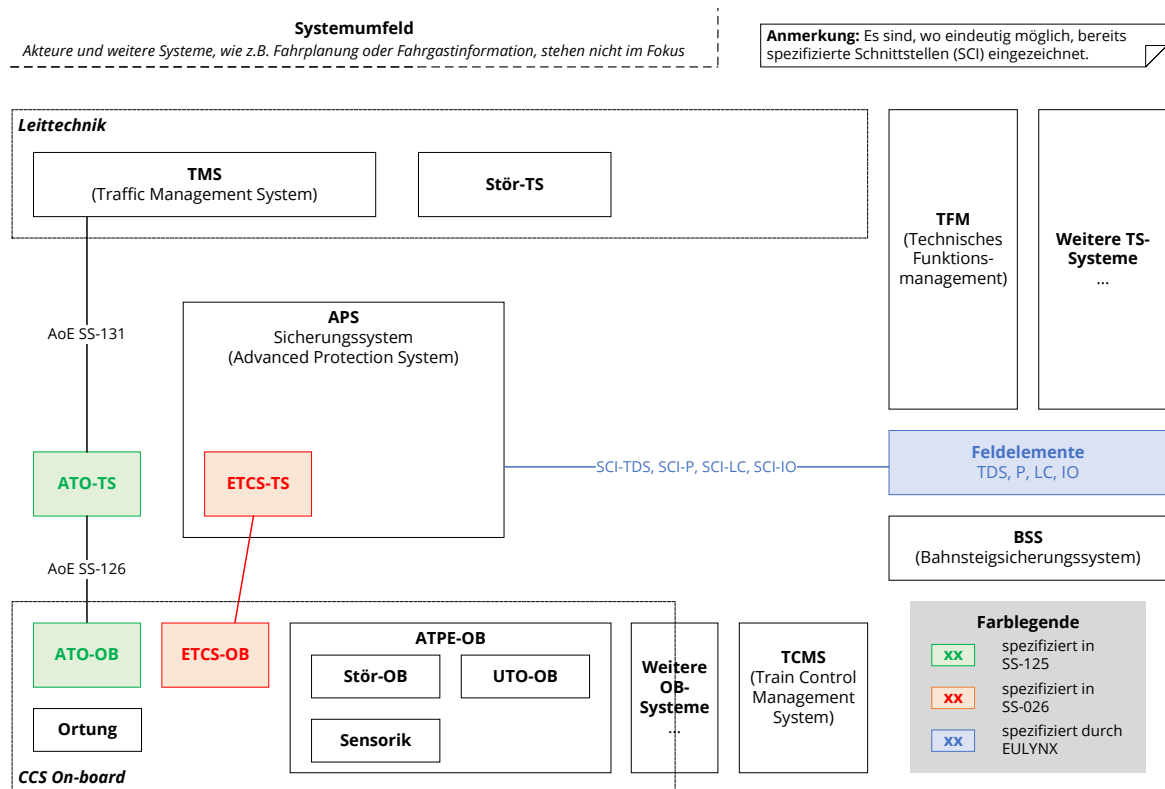 Systemumfeld
Akteure und weitere Systeme, wie z.B. Fahrplanung oder Fahrgastinformation, stehen nicht im Fokus
Anmerkung: Es sind, wo eindeutig möglich, bereits
spezifizierte Schnittstellen (SCI) eingezeichnet.
Leittechnik
TMS
(Traffic Management System)
Stör-TS
TFM
(Technisches
Funktions-
management)
Weitere TS-
Systeme
...
AoE SS-131
APS
Sicherungssystem
(Advanced Protection System)
ATO-TS
ETCS-TS
SCI-TDS, SCI-P, SCI-LC, SCI-IO
Feldelemente
TDS, P, LC, IO
BSS
(Bahnsteigsicherungssystem)
AoE SS-126
ATO-OB
ETCS-OB
ATPE-OB
Stör-OB
UTO-OB
Sensorik
Weitere
OB-
Systeme
...
TCMS
(Train Control
Management
System)
Ortung
CCS On-board
Farblegende
xx
spezifiziert in
SS-125
xx
spezifiziert in
SS-026
xx
spezifiziert durch
EULYNX